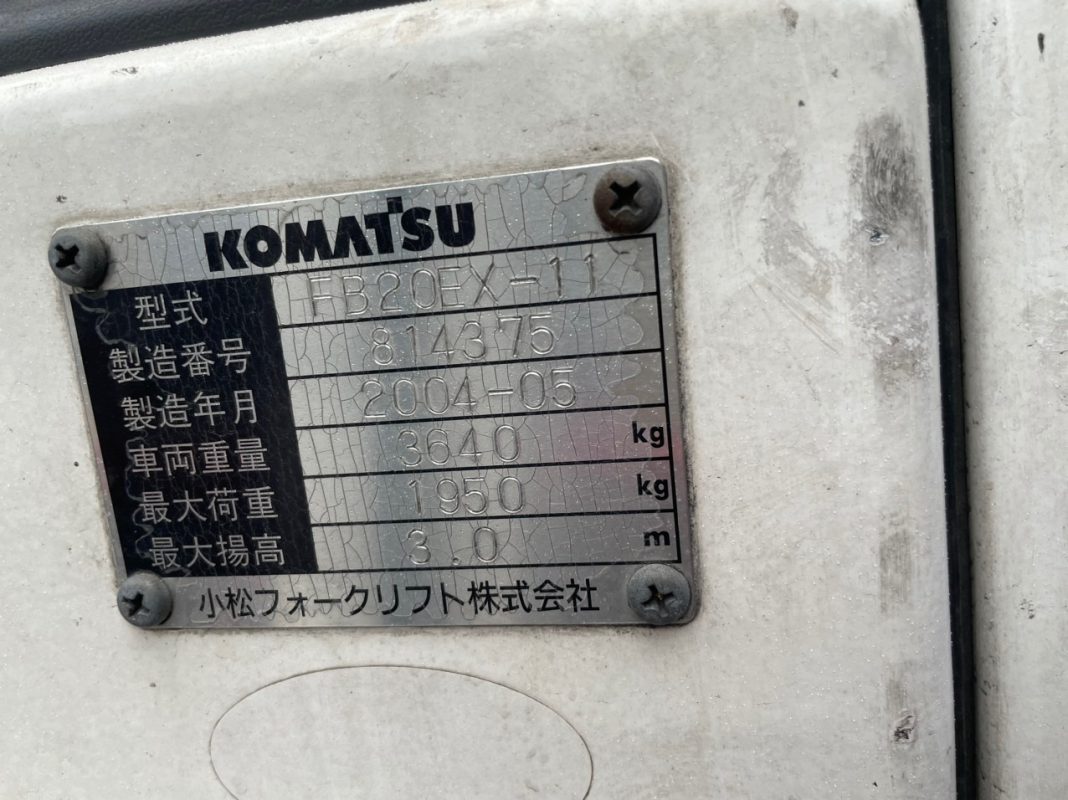 KOMATSU
型式 FB20EX-11
製造番号 814375
製造年月 2004-05
車両重量 3640 kg
最大荷重 1950 kg
最大揚高 3.0 m
小松フォークリフト株式会社